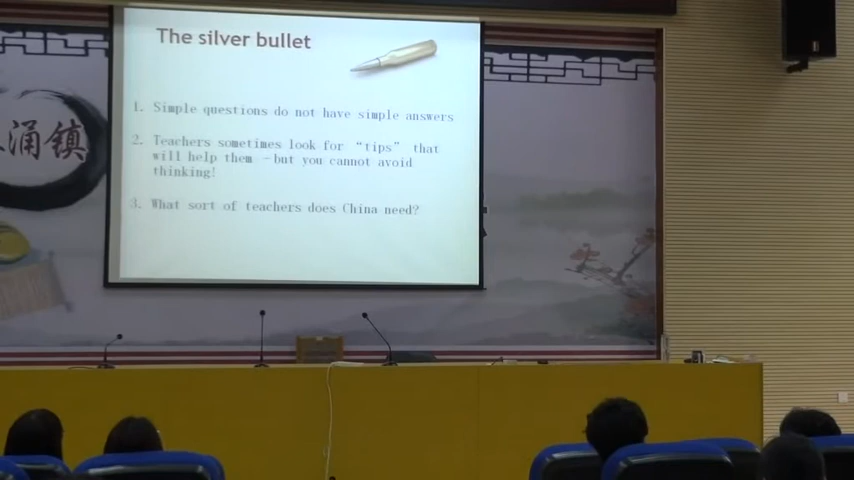 The silver bullet
1. Simple questions do not have simple answers
2. Teachers sometimes look for “tips” that
will help them – but you cannot avoid
thinking!
3. What sort of teachers does China need?
涌镇